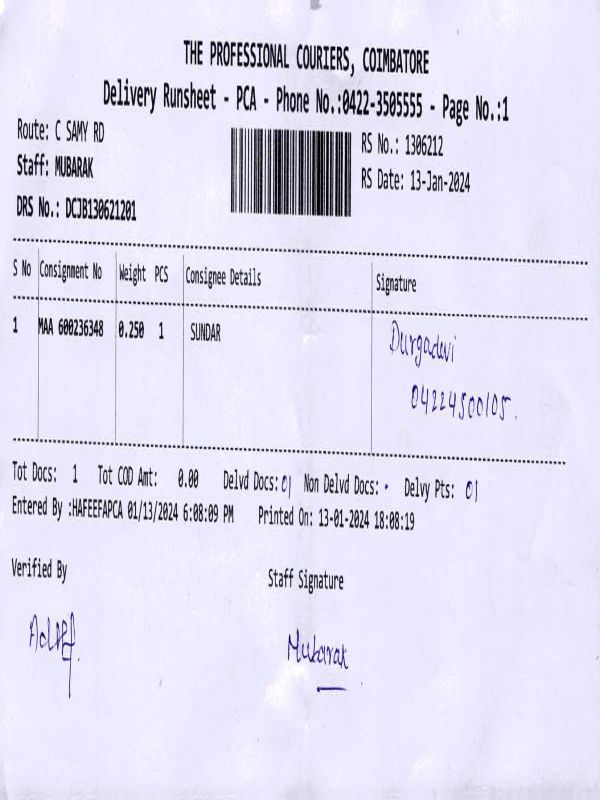 THE PROFESSIONAL COURIERS, COIMBATORE
Delivery Runsheet - PCA - Phone No.:0422-3505555 - Page No.:1
Route: C SAMY RD
RS No.: 1306212
Staff: MUBARAK
RS Date: 13-Jan-2024
DRS No.: DCJB130621201
S No Consignment No Weight PCS Consignee Details Signature
1 MAA 600236348 0.250 1 SUNDAR Durgadevi
04224500105.
Tot Docs: 1 Tot COD Amt: 0.00 Delvd Docs: 01 Non Delvd Docs: Delvy Pts: 01
Entered By :HAFEEFAPCA 01/13/2024 6:08:09 PM Printed On: 13-01-2024 18:08:19
Verified By Staff Signature
Mubarak